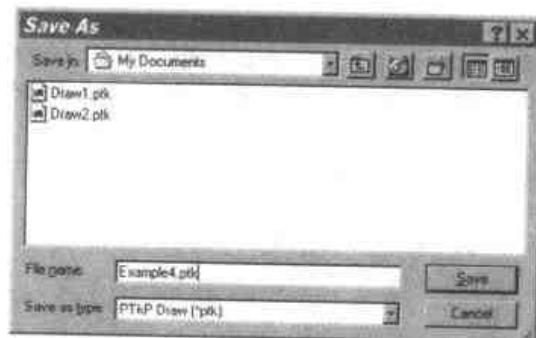 Save As
Save in: My Documents
Draw1.ptk
Draw2.ptk
File name: Example4.ptk
Save
Save as type: PTkP Draw (*ptk)
Cancel